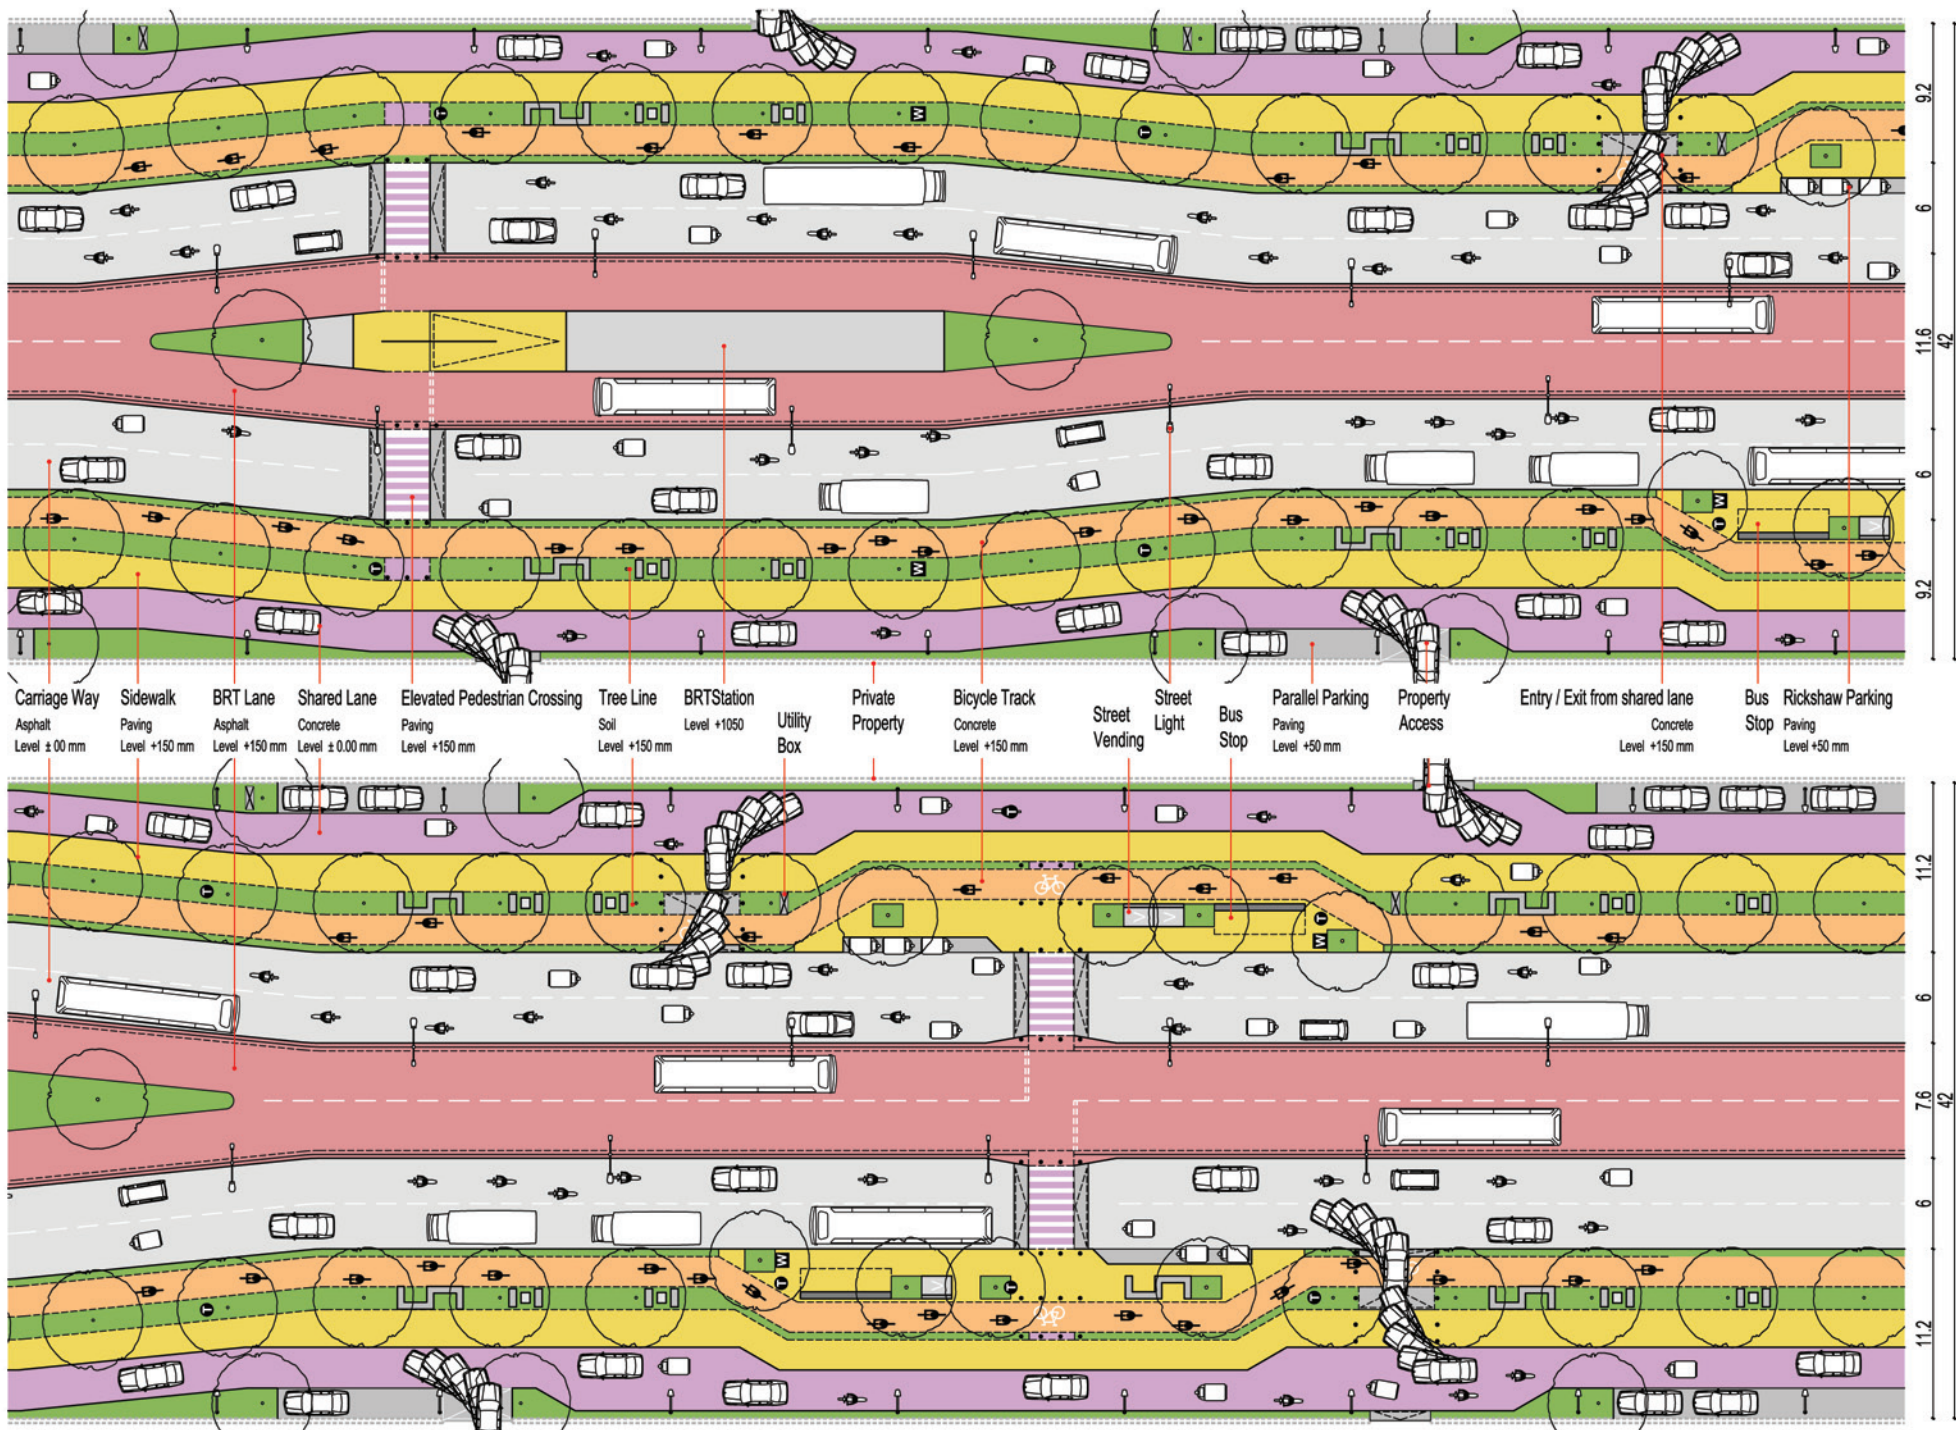 9.2
6
11.6
42
6
9.2
T
W
T
T
W
T
W
T
V
Carriage Way
Asphalt
Level ± 00 mm
Sidewalk
Paving
Level +150 mm
BRT Lane
Asphalt
Level +150 mm
Shared Lane
Concrete
Level ± 0.00 mm
Elevated Pedestrian Crossing
Paving
Level +150 mm
Tree Line
Soil
Level +150 mm
BRTStation
Level +1050
Utility
Box
Private
Property
Bicycle Track
Concrete
Level +150 mm
Street
Vending
Street
Light
Bus
Stop
Parallel Parking
Paving
Level +50 mm
Property
Access
Entry / Exit from shared lane
Concrete
Level +150 mm
Bus
Stop
Rickshaw Parking
Paving
Level +50 mm
T
V
V
T
W
11.2
6
7.6
42
6
11.2
W
T
V
T
T
T